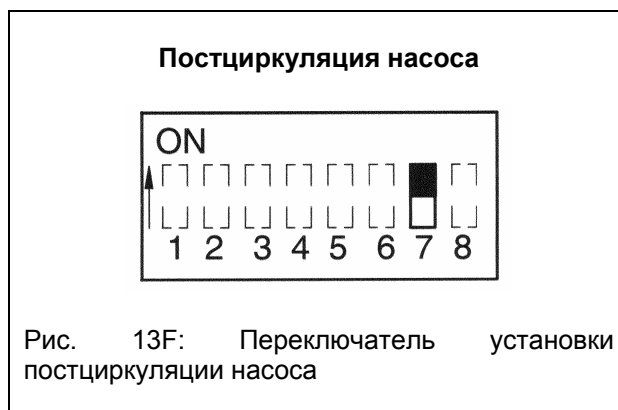 Постциркуляция насоса
ON
1 2 3 4 5 6 7 8
Рис. 13F: Переключатель установки
постциркуляции насоса